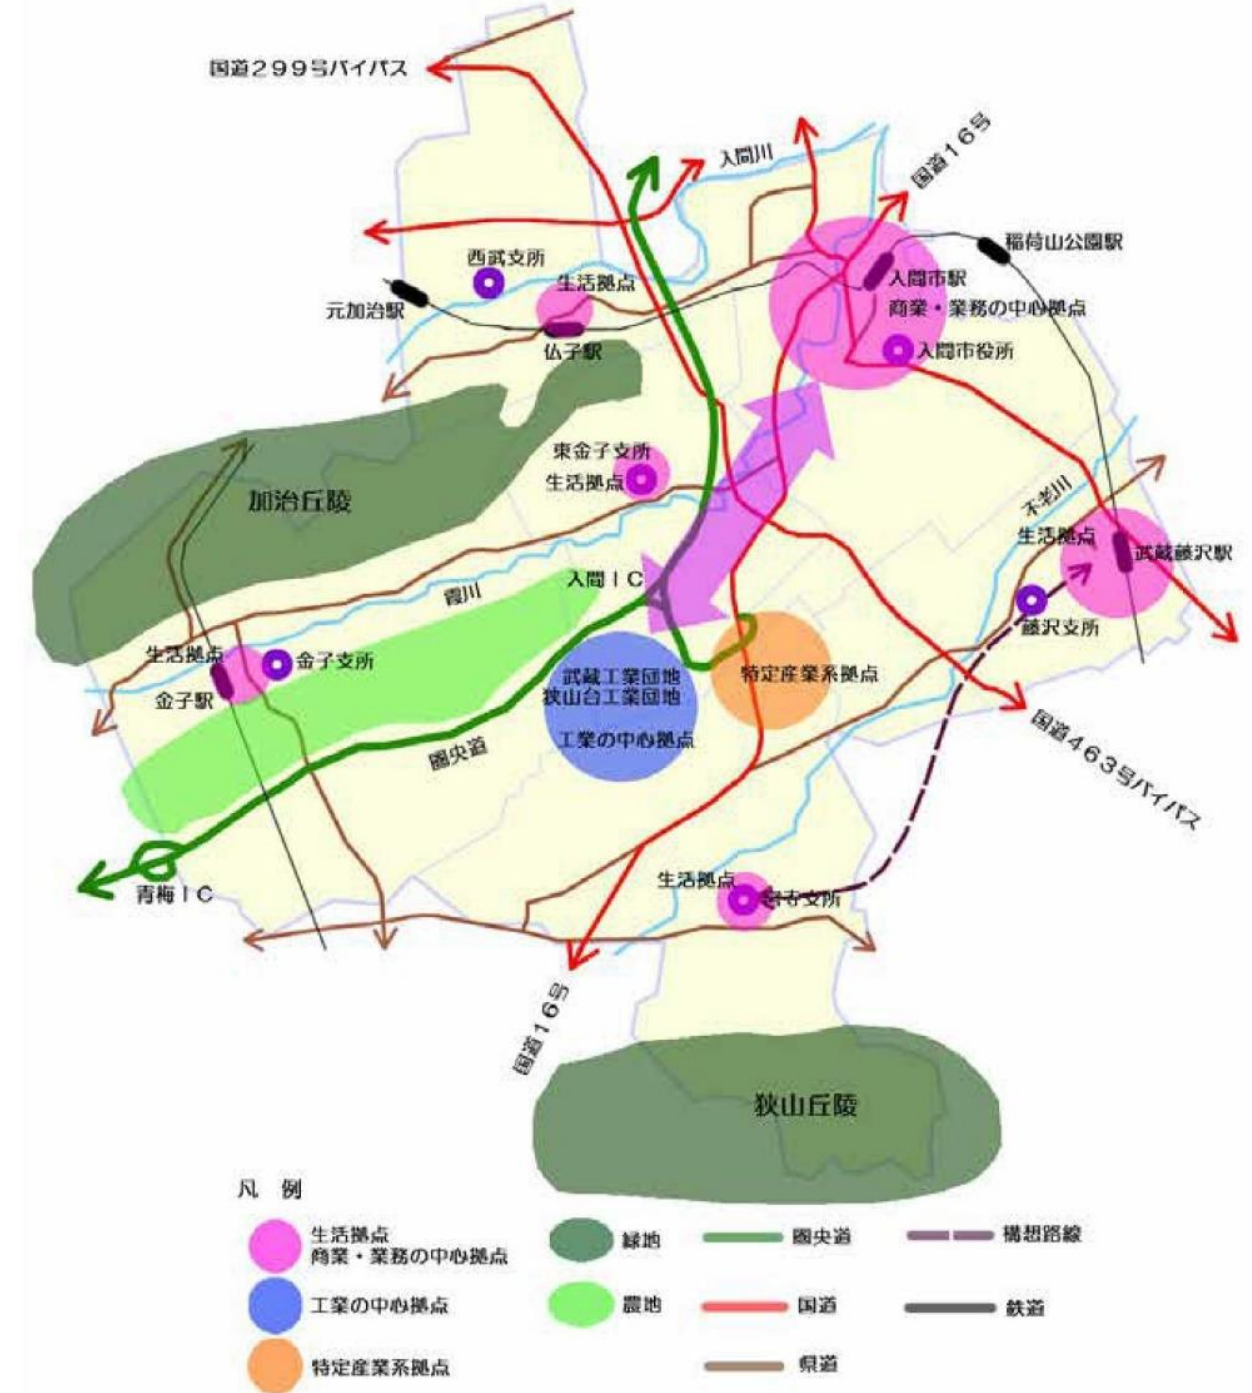 国道299号バイパス
入間川
国道16号
稲荷山公園駅
西武支所
生活拠点
入間市駅
元加治駅
商業・業務の中心拠点
仏子駅
入間市役所
東金子支所
生活拠点
加治丘陵
不老川
生活拠点
武蔵藤沢駅
入間IC
霞川
藤沢支所
生活拠点
金子支所
金子駅
武蔵工業団地
狭山台工業団地
特定産業系拠点
工業の中心拠点
圏央道
国道463号バイパス
生活拠点
宮寺支所
青梅IC
国道16号
狭山丘陵
凡 例
生活拠点
商業・業務の中心拠点
緑地
圏央道
構想路線
工業の中心拠点
農地
国道
鉄道
特定産業系拠点
県道